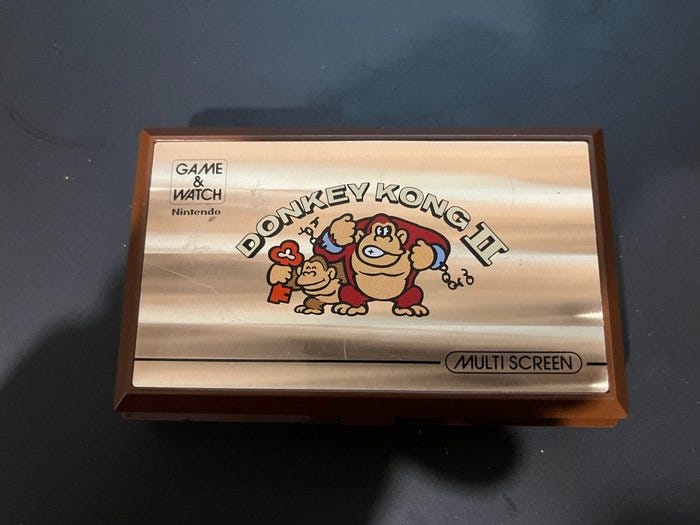 GAME
&
WATCH
Nintendo
DONKEY KONG II
MULTI SCREEN